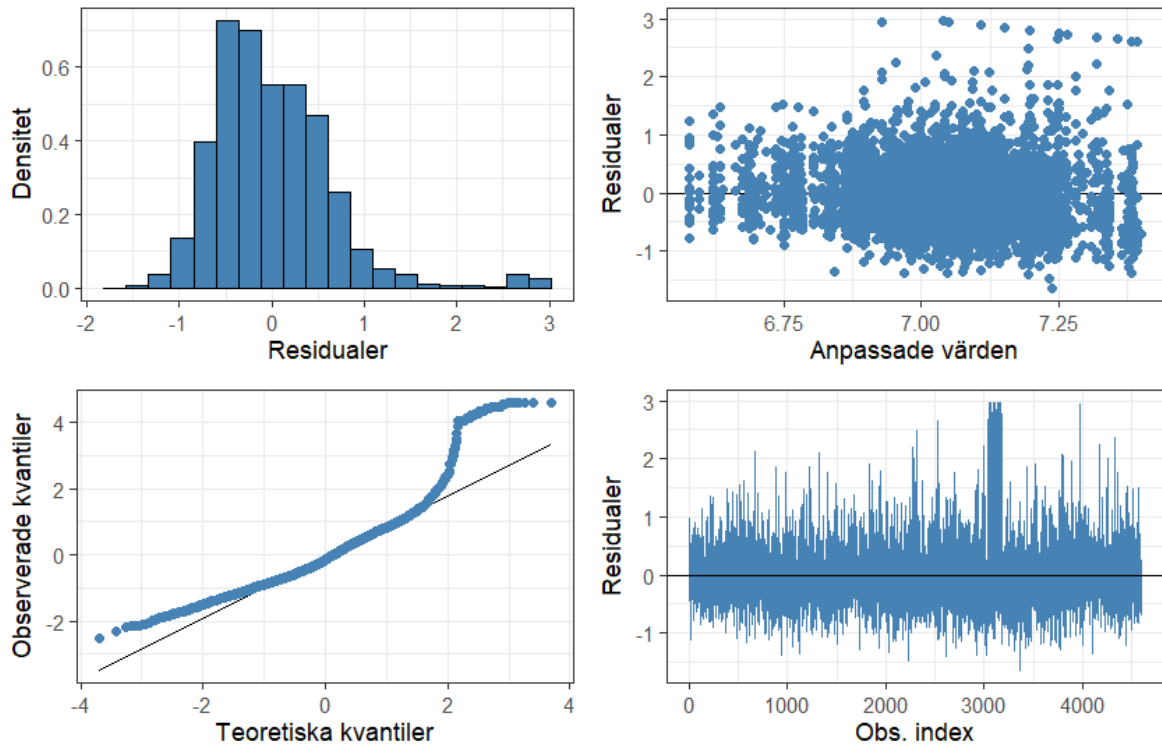 Densitet
0.6
0.4
0.2
0.0
-2 -1 0 1 2 3
Residualer
Residualer
3
2
1
0
-1
6.75 7.00 7.25
Anpassade värden
Observerade kvantiler
4
2
0
-2
-4 -2 0 2 4
Teoretiska kvantiler
Residualer
3
2
1
0
-1
0 1000 2000 3000 4000
Obs. index